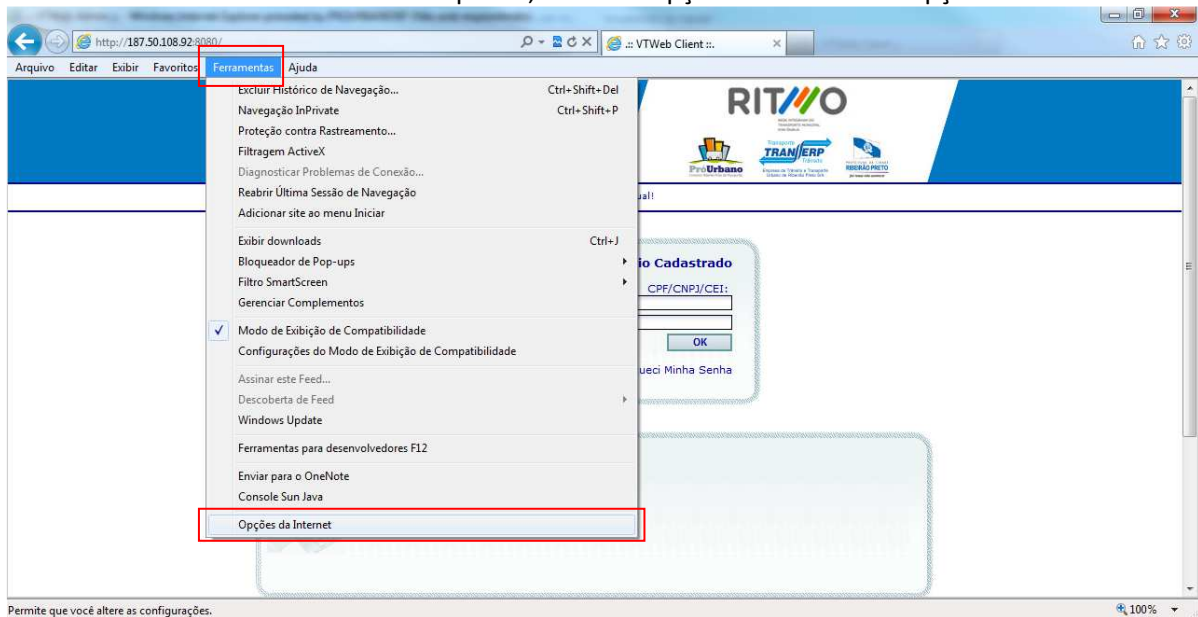 http://187.50.108.92:8080/
.:: VTWeb Client ::.
Arquivo Editar Exibir Favoritos Ferramentas Ajuda
Excluir Histórico de Navegação... Ctrl+Shift+Del
Navegação InPrivate Ctrl+Shift+P
Proteção contra Rastreamento...
Filtragem ActiveX
Diagnosticar Problemas de Conexão...
Reabrir Última Sessão de Navegação
Adicionar site ao menu Iniciar
Exibir downloads Ctrl+J
Bloqueador de Pop-ups
Filtro SmartScreen
Gerenciar Complementos
Modo de Exibição de Compatibilidade
Configurações do Modo de Exibição de Compatibilidade
Assinar este Feed...
Descoberta de Feed
Windows Update
Ferramentas para desenvolvedores F12
Enviar para o OneNote
Console Sun Java
Opções da Internet
RITMO
PróUrbano
Transporte
TRANSERP
Trânsito
RIBEIRÃO PRETO
ual!
io Cadastrado
CPF/CNPJ/CEI:
OK
ueci Minha Senha
Permite que você altere as configurações.
100%